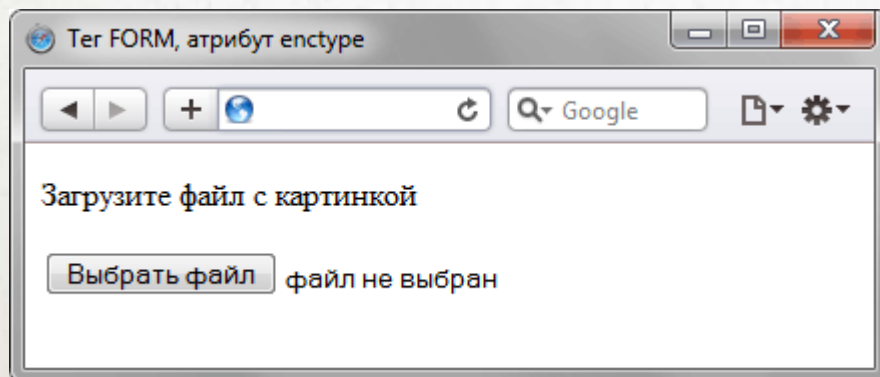 Тег FORM, атрибут enctype
Google
Загрузите файл с картинкой
Выбрать файл файл не выбран